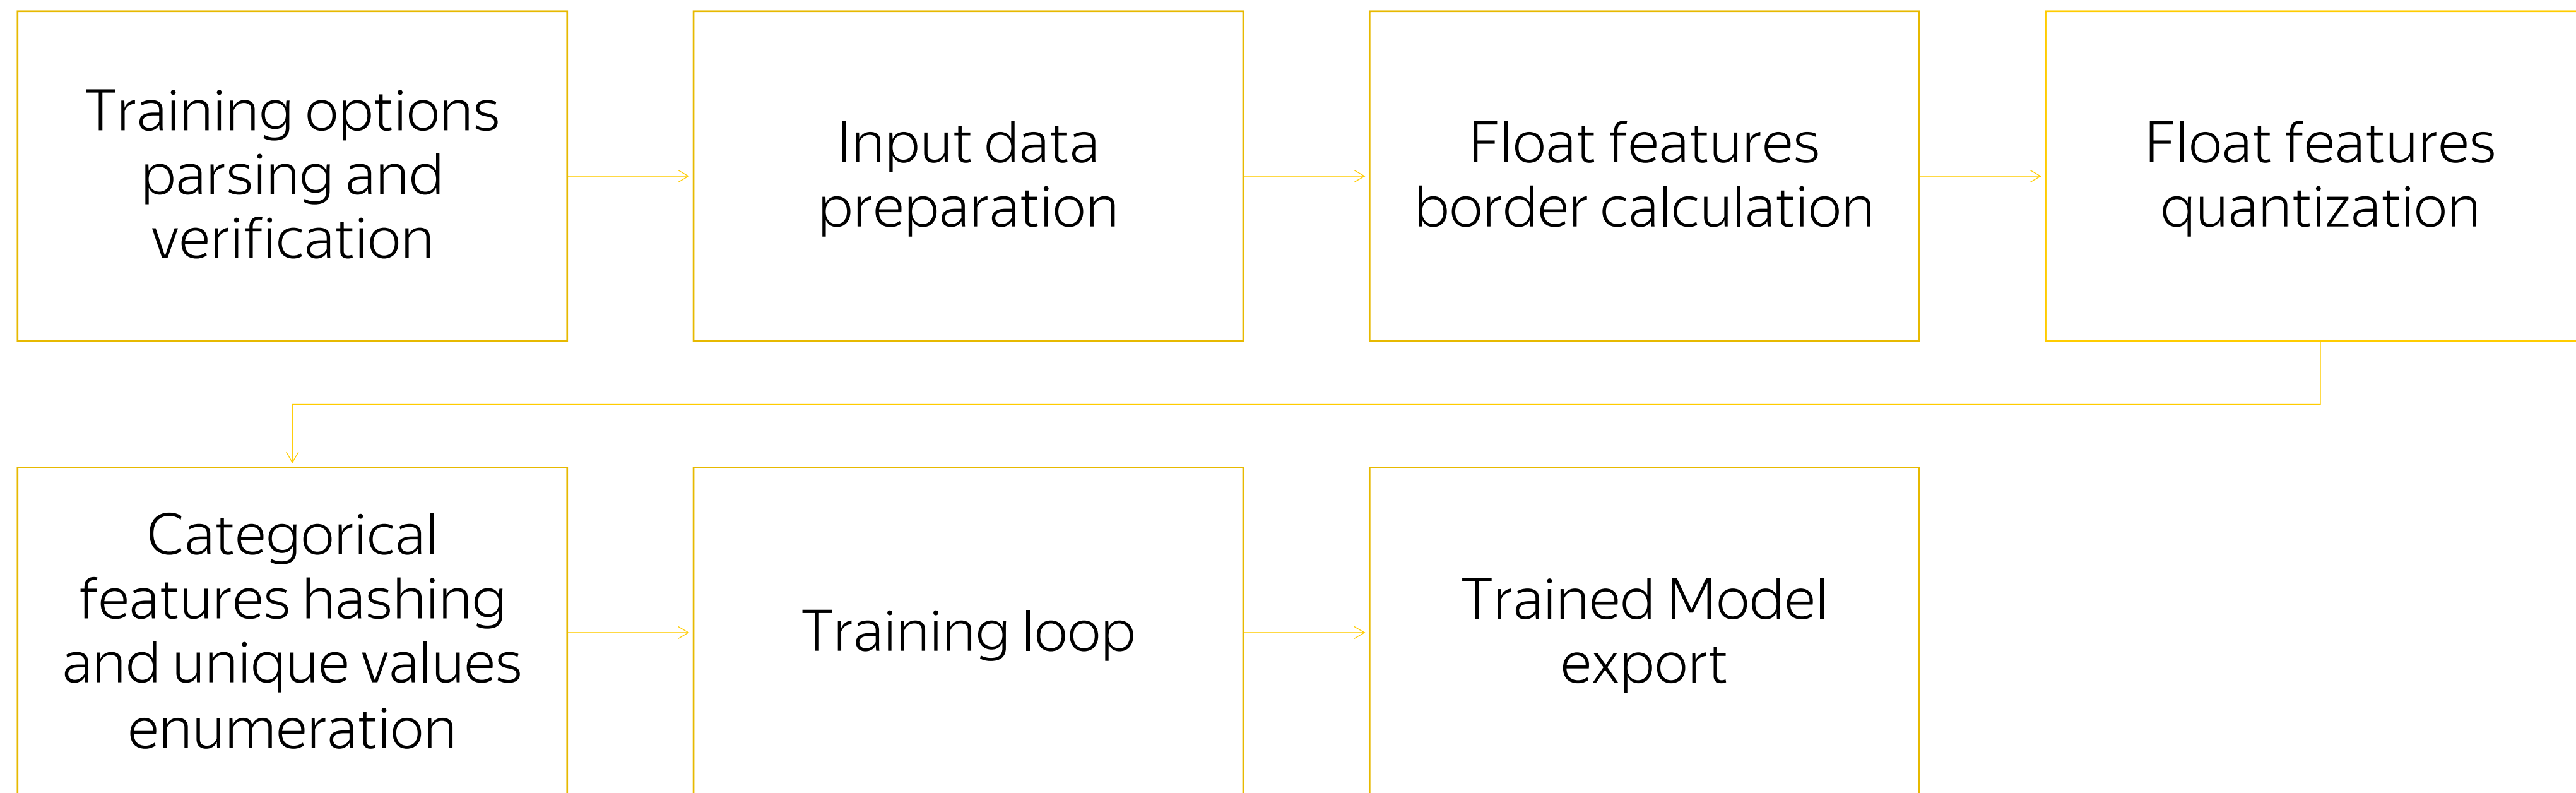 Training options
parsing and
verification
Input data
preparation
Float features
border calculation
Float features
quantization
Categorical
features hashing
and unique values
enumeration
Training loop
Trained Model
export